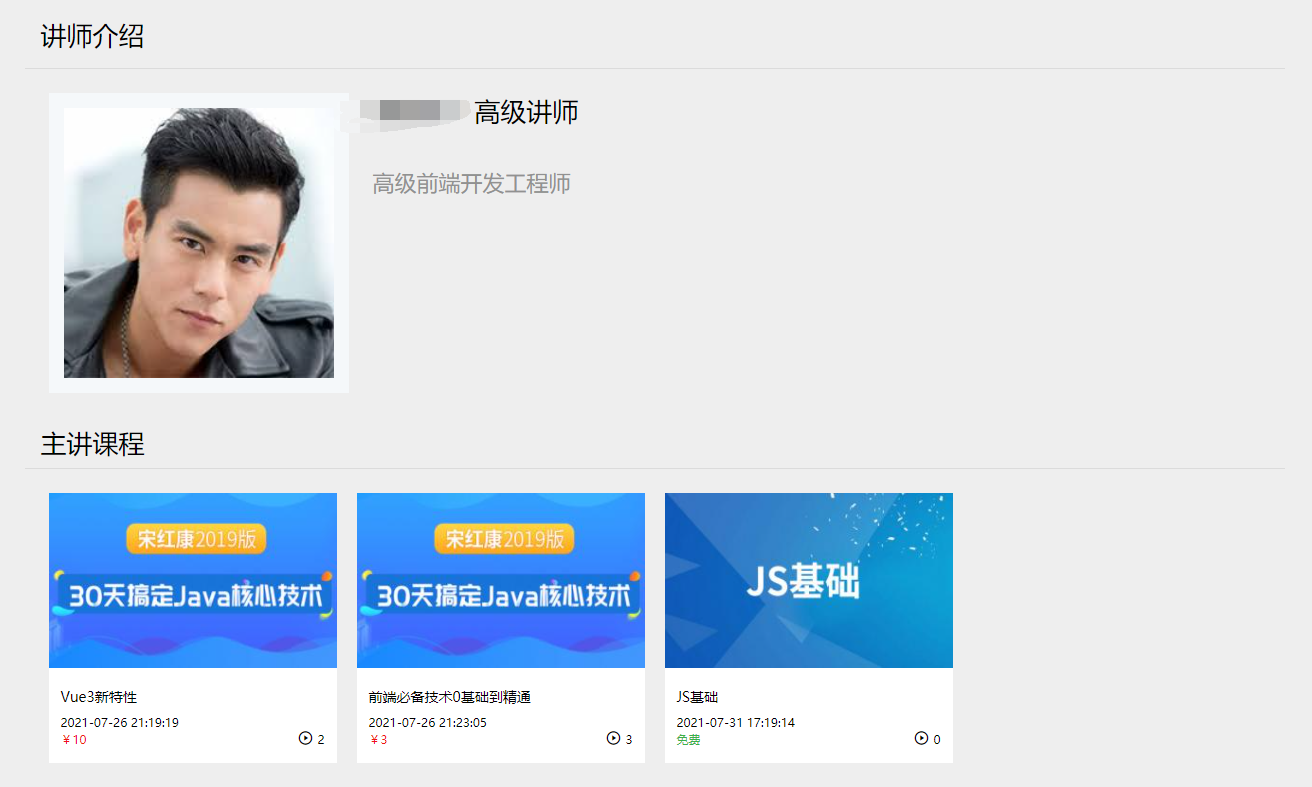 讲师介绍
高级讲师
高级前端开发工程师
主讲课程
宋红康2019版
30天搞定Java核心技术
Vue3新特性
2021-07-26 21:19:19
￥10
2
宋红康2019版
30天搞定Java核心技术
前端必备技术0基础到精通
2021-07-26 21:23:05
￥3
3
JS基础
JS基础
2021-07-31 17:19:14
免费
0